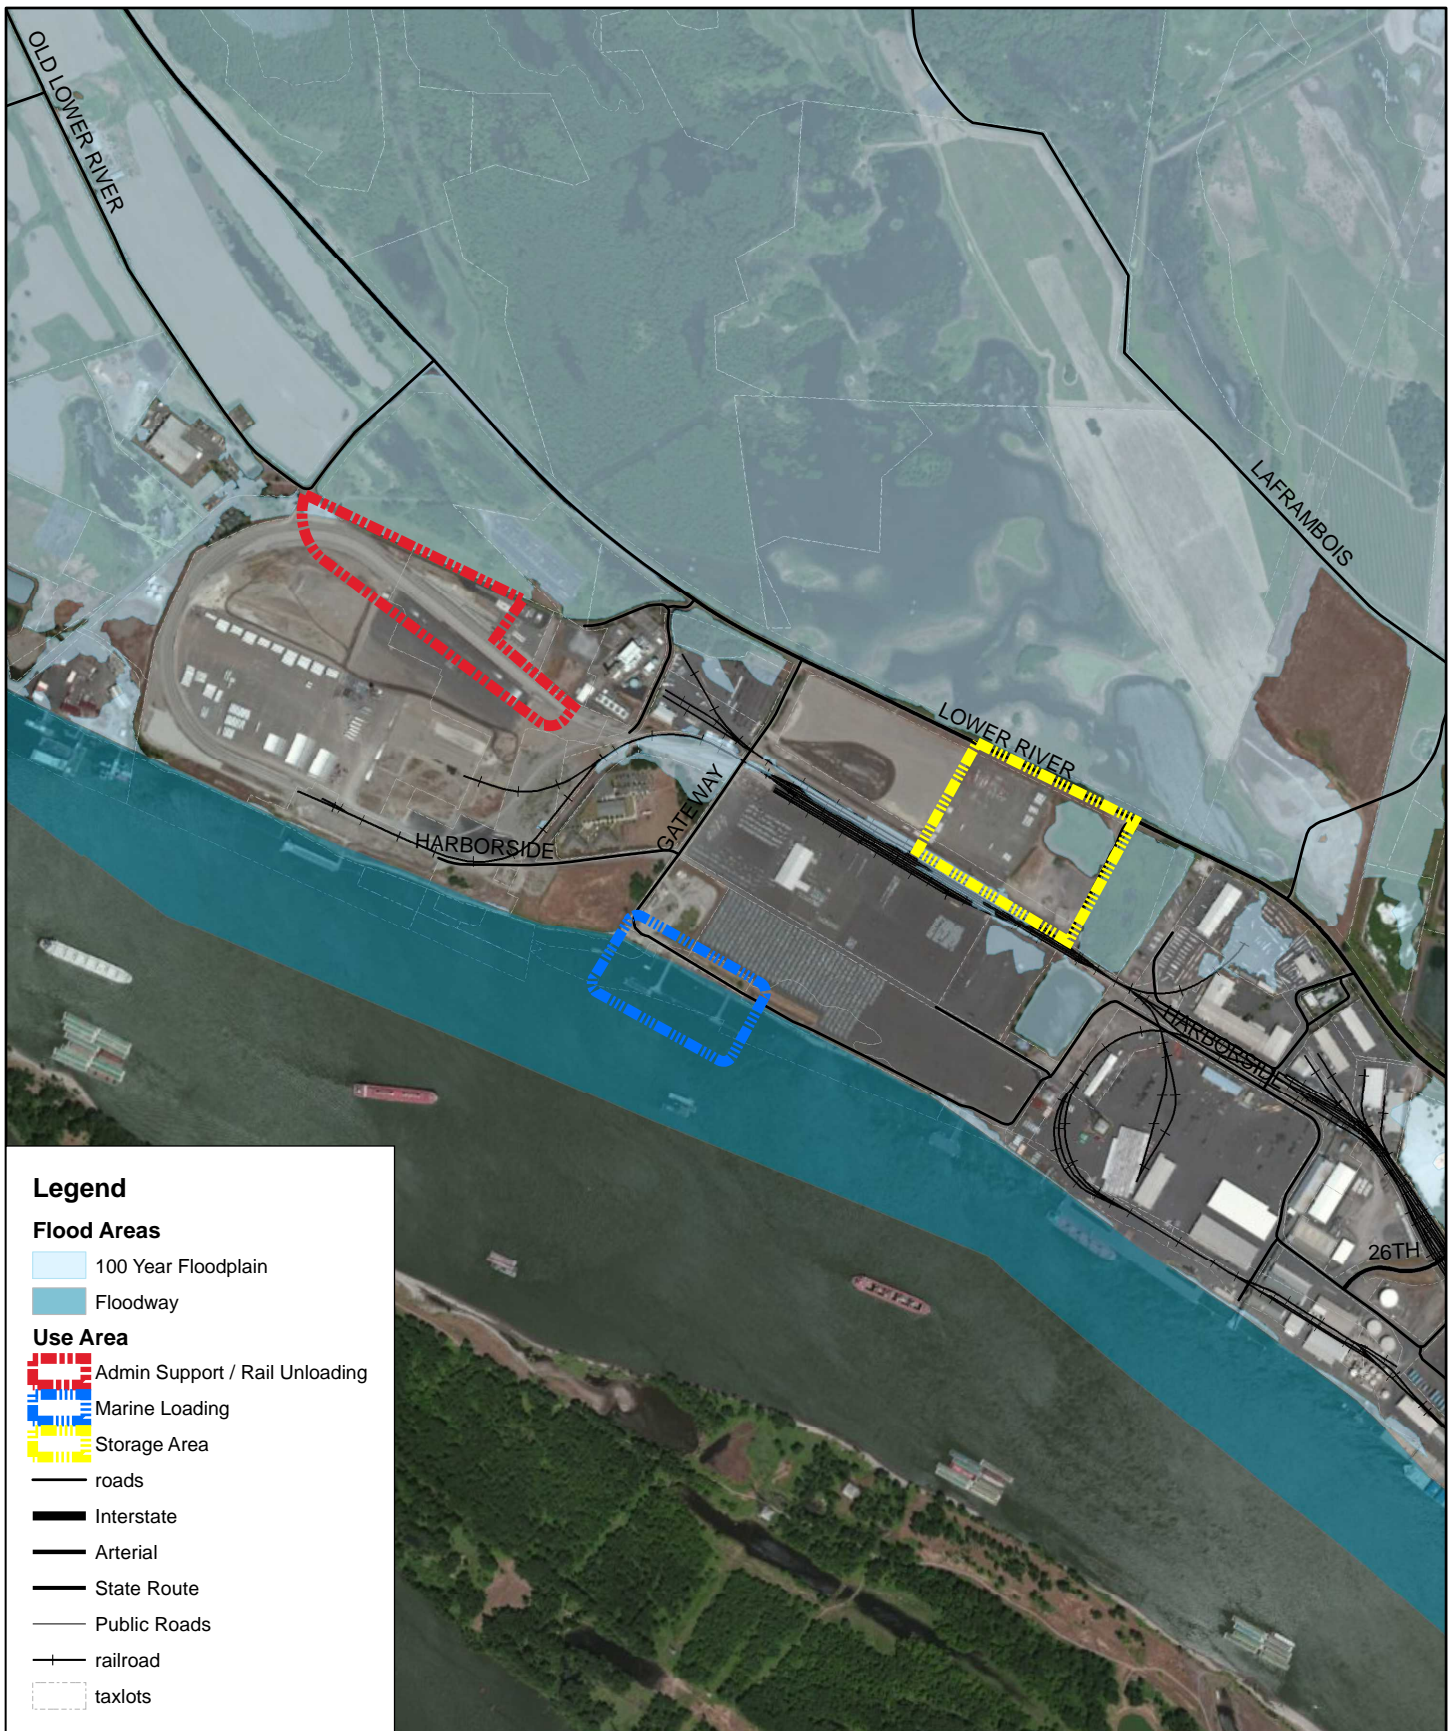 OLD LOWER RIVER
LAFRAMBOIS
LOWER RIVER
GATEWAY
HARBORSIDE
HARBORSIDE
26TH
Legend
Flood Areas
100 Year Floodplain
Floodway
Use Area
Admin Support / Rail Unloading
Marine Loading
Storage Area
roads
Interstate
Arterial
State Route
Public Roads
railroad
taxlots